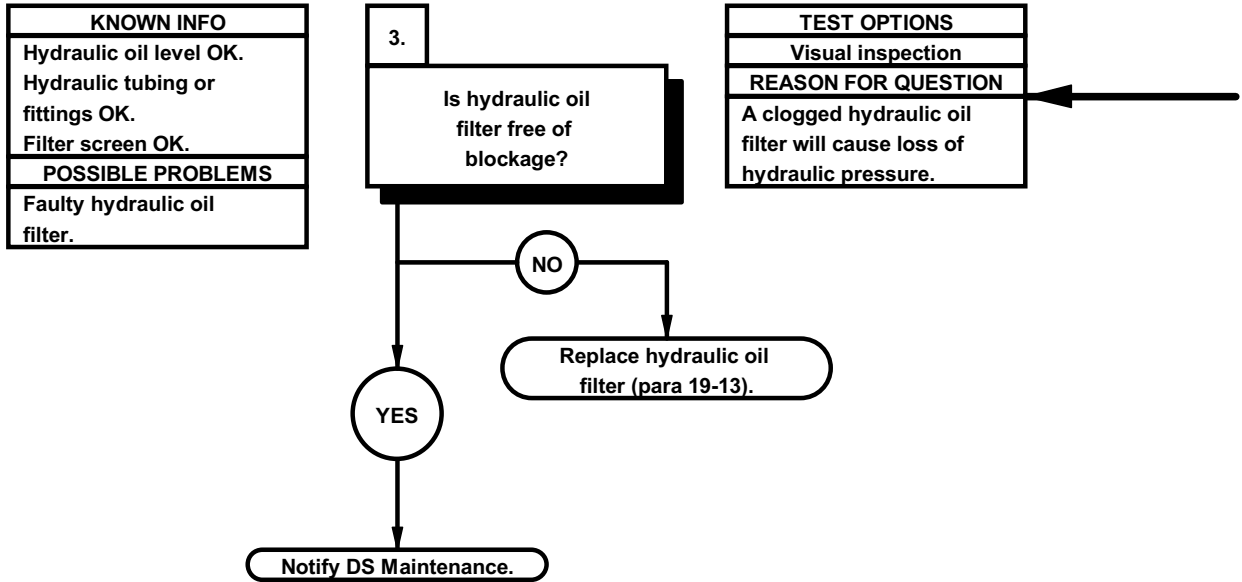 KNOWN INFO
Hydraulic oil level OK.
Hydraulic tubing or
fittings OK.
Filter screen OK.
POSSIBLE PROBLEMS
Faulty hydraulic oil
filter.
3.
Is hydraulic oil
filter free of
blockage?
TEST OPTIONS
Visual inspection
REASON FOR QUESTION
A clogged hydraulic oil
filter will cause loss of
hydraulic pressure.
NO
Replace hydraulic oil
filter (para 19-13).
YES
Notify DS Maintenance.